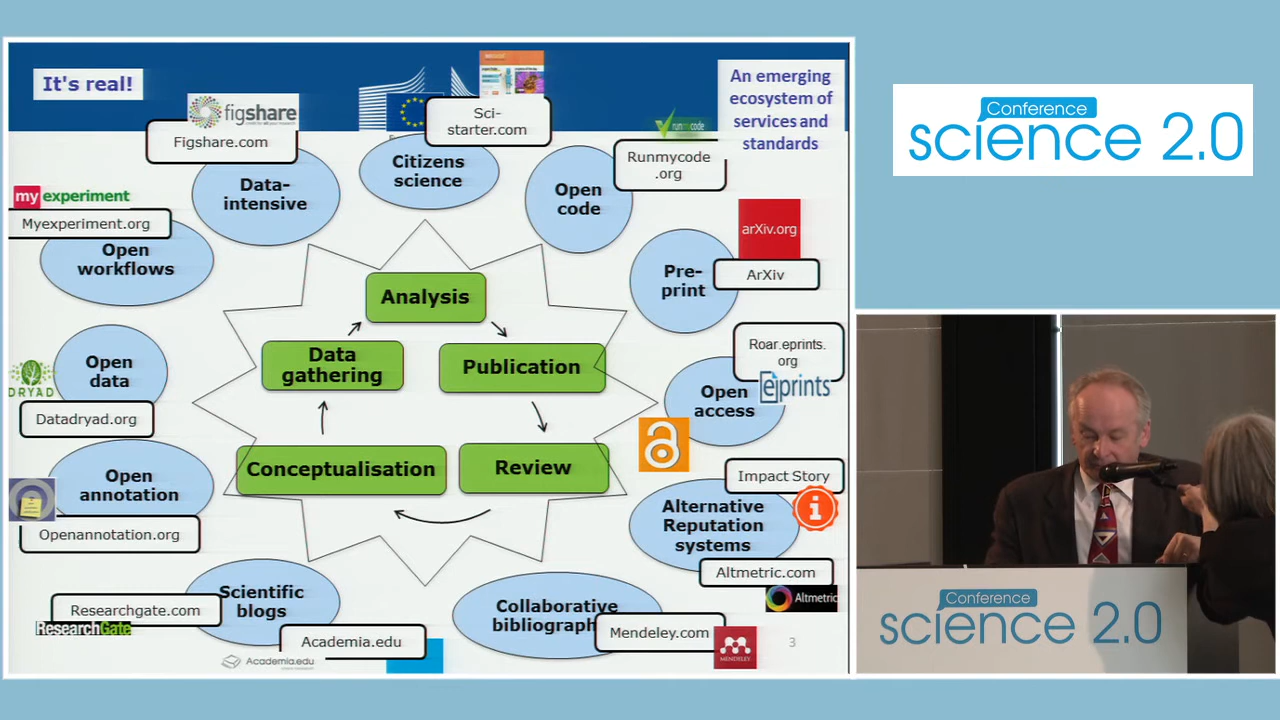 It's real!
figshare
Figshare.com
Sci-
starter.com
An emerging
ecosystem of
services and
standards
Citizens
science
Data-
intensive
Open
code
Runmycode
.org
my experiment
Myexperiment.org
Open
workflows
arXiv.org
Pre-
print
ArXiv
Analysis
Data
gathering
Publication
Conceptualisation
Review
Roar.eprints.
org
eprints
Open
access
Open
data
DRYAD
Datadryad.org
Impact Story
Alternative
Reputation
systems
Altmetric.com
Altmetric
Open
annotation
Openannotation.org
Scientific
blogs
Researchgate.com
ResearchGate
Academia.edu
Academia.edu
Collaborative
Mendeley.com
MENDELEY
3
Conference
science 2.0
Conference
science 2.0